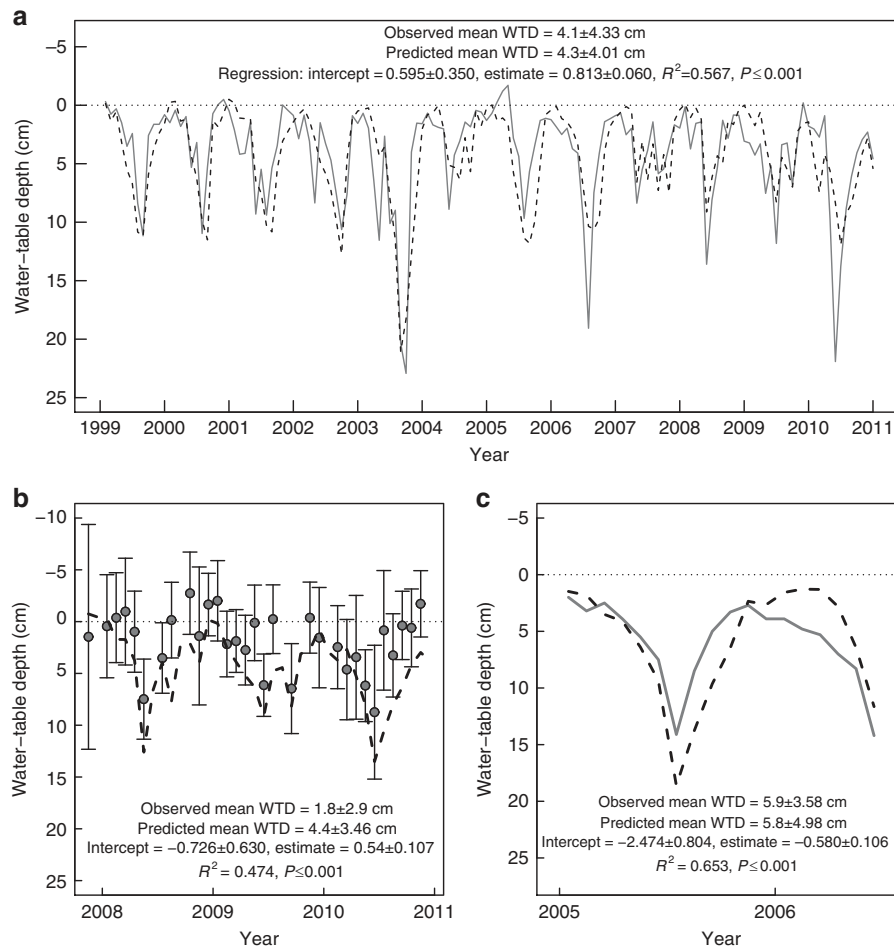 a
Observed mean WTD = 4.1±4.33 cm
Predicted mean WTD = 4.3±4.01 cm
Regression: intercept = 0.595±0.350, estimate = 0.813±0.060, R²=0.567, P≤0.001
Water−table depth (cm)
−5
0
5
10
15
20
25
1999 2000 2001 2002 2003 2004 2005 2006 2007 2008 2009 2010 2011
Year
b
Water−table depth (cm)
−10
−5
0
5
10
15
20
25
Observed mean WTD = 1.8±2.9 cm
Predicted mean WTD = 4.4±3.46 cm
Intercept = −0.726±0.630, estimate = 0.54±0.107
R² = 0.474, P≤0.001
2008 2009 2010 2011
Year
c
Water−table depth (cm)
−5
0
5
10
15
20
25
Observed mean WTD = 5.9±3.58 cm
Predicted mean WTD = 5.8±4.98 cm
Intercept = −2.474±0.804, estimate = −0.580±0.106
R² = 0.653, P≤0.001
2005 2006
Year